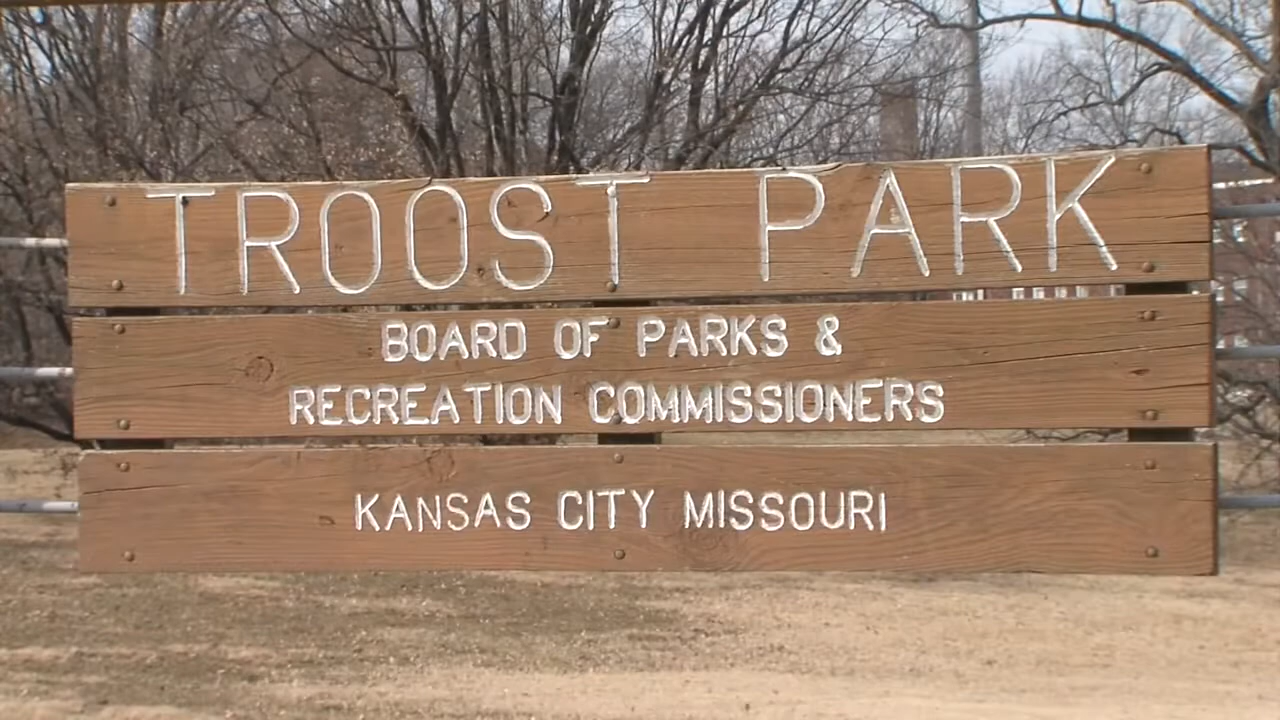 TROOST PARK
BOARD OF PARKS &
RECREATION COMMISSIONERS
KANSAS CITY MISSOURI